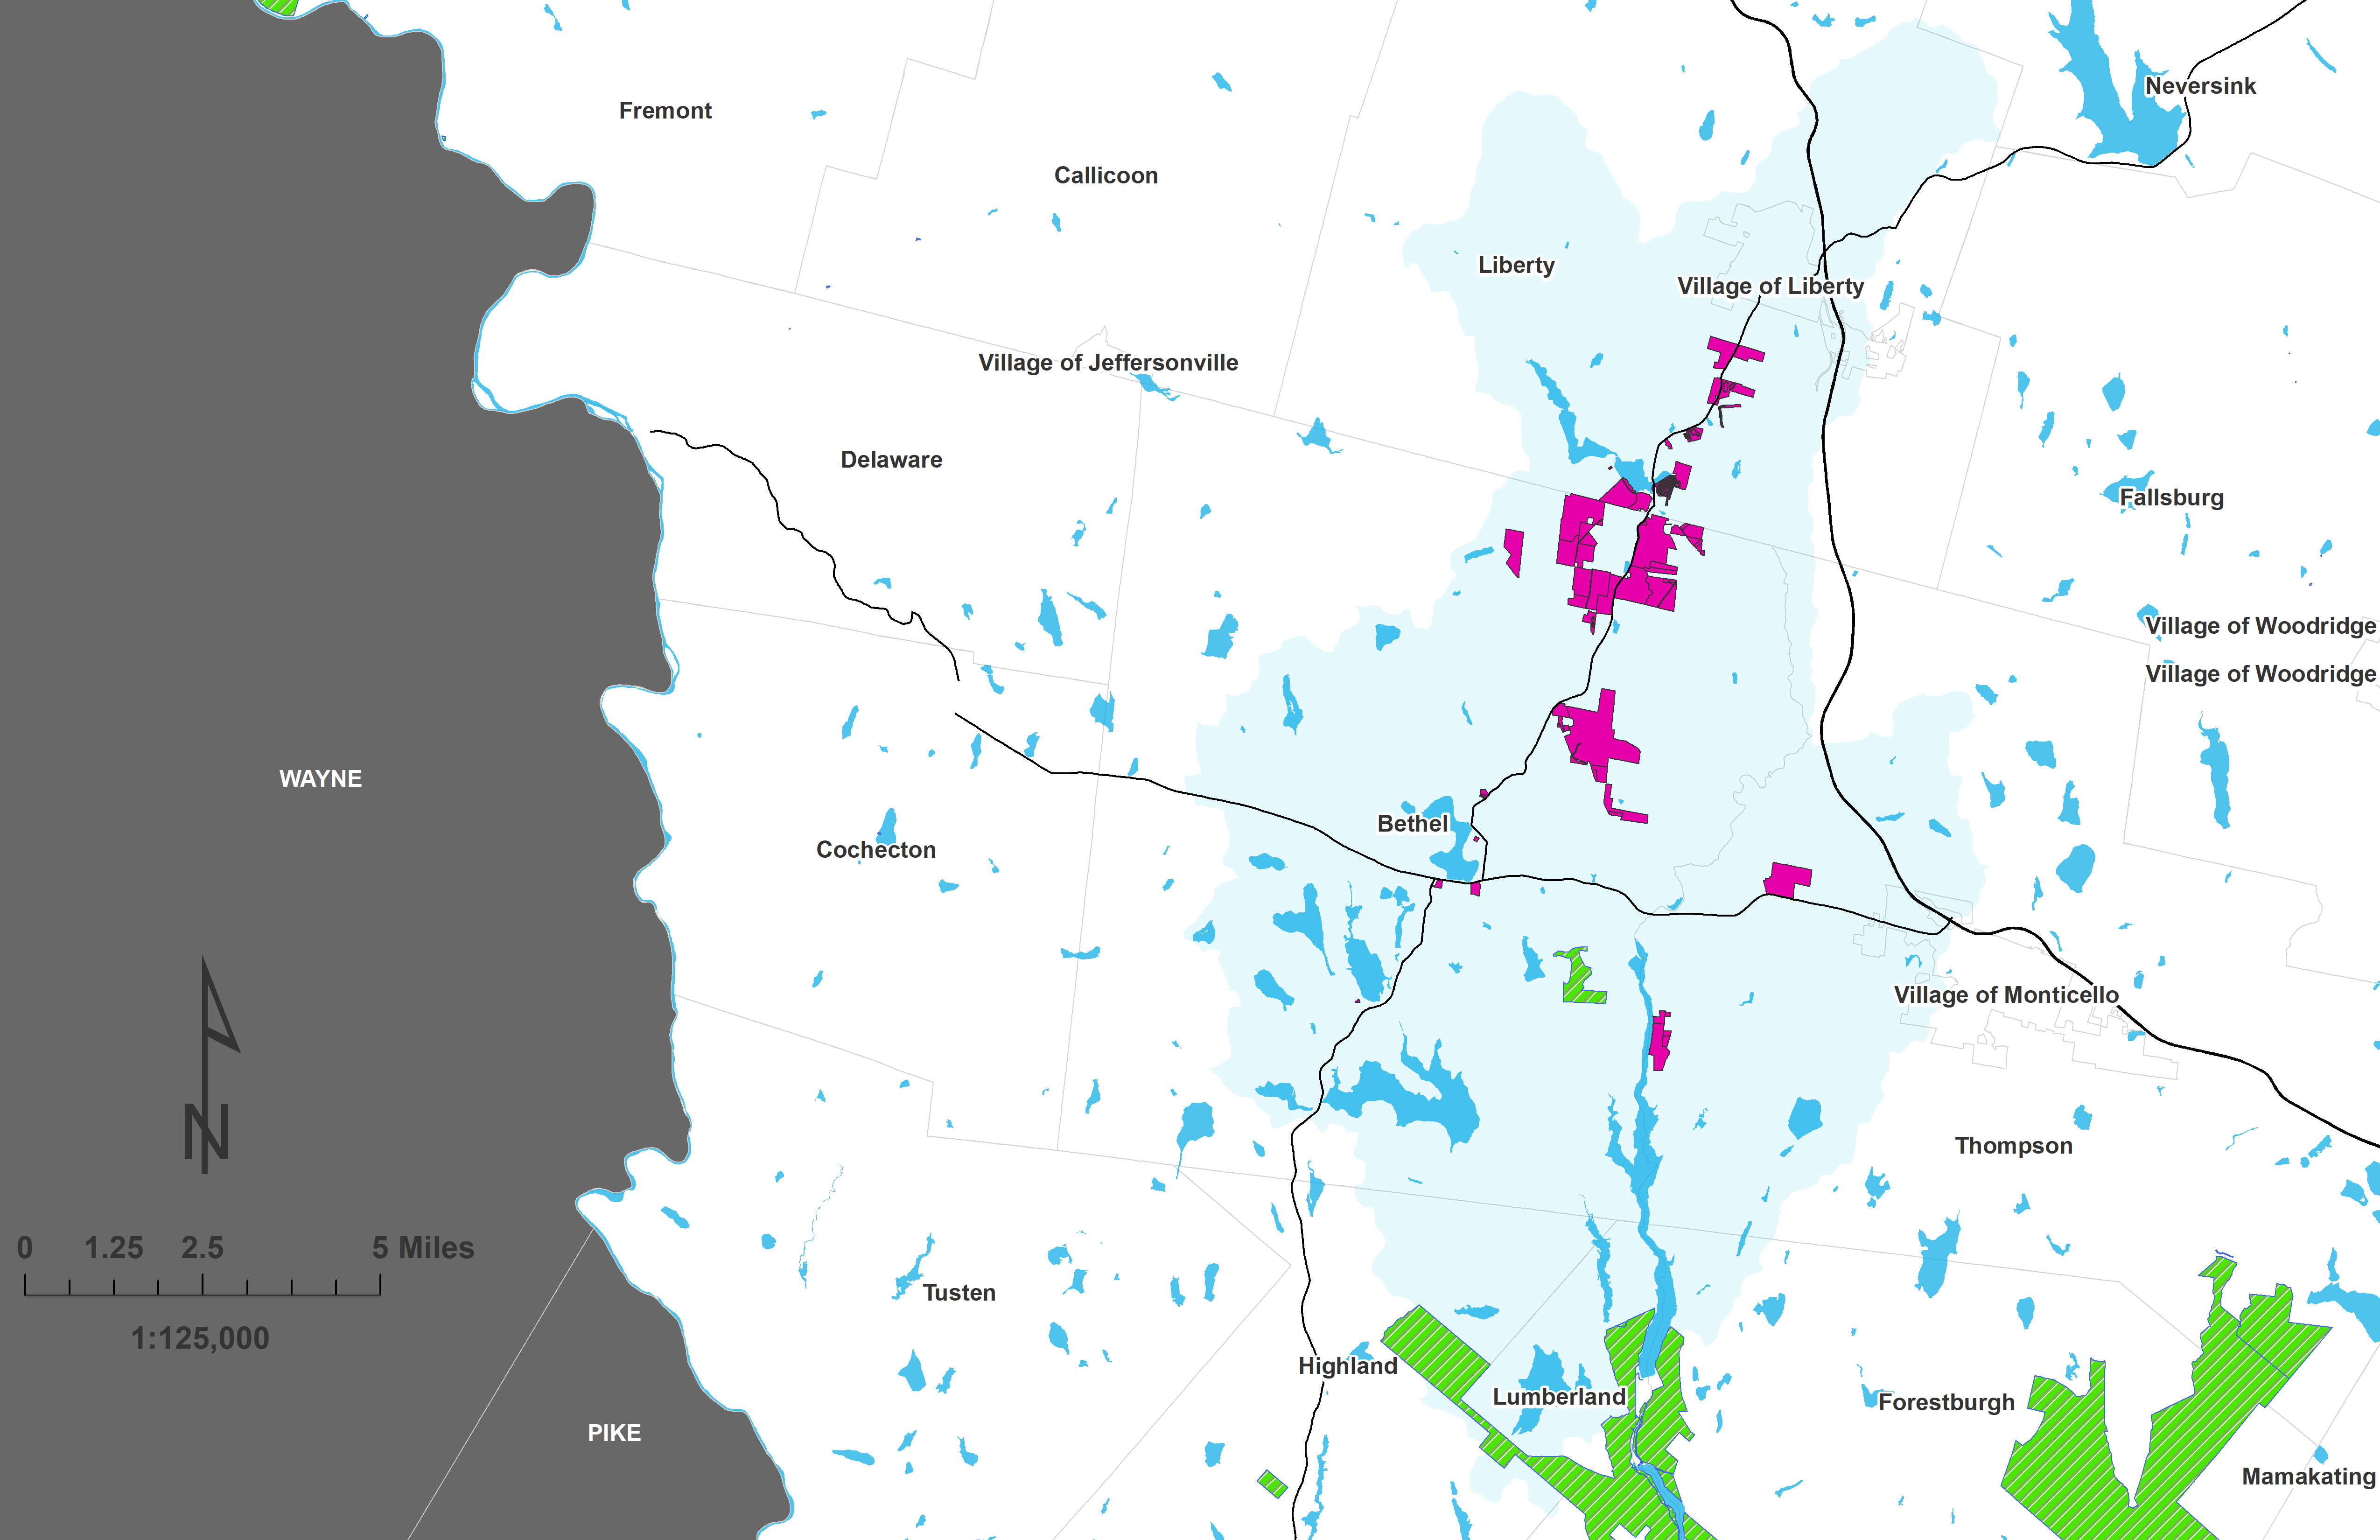 Neversink
Fremont
Callicoon
Liberty
Village of Liberty
Village of Jeffersonville
Delaware
Fallsburg
Village of Woodridge
Village of Woodridge
WAYNE
Bethel
Cochecton
Village of Monticello
N
Thompson
0 1.25 2.5 5 Miles
Tusten
1:125,000
Highland
Lumberland
Forestburgh
PIKE
Mamakating